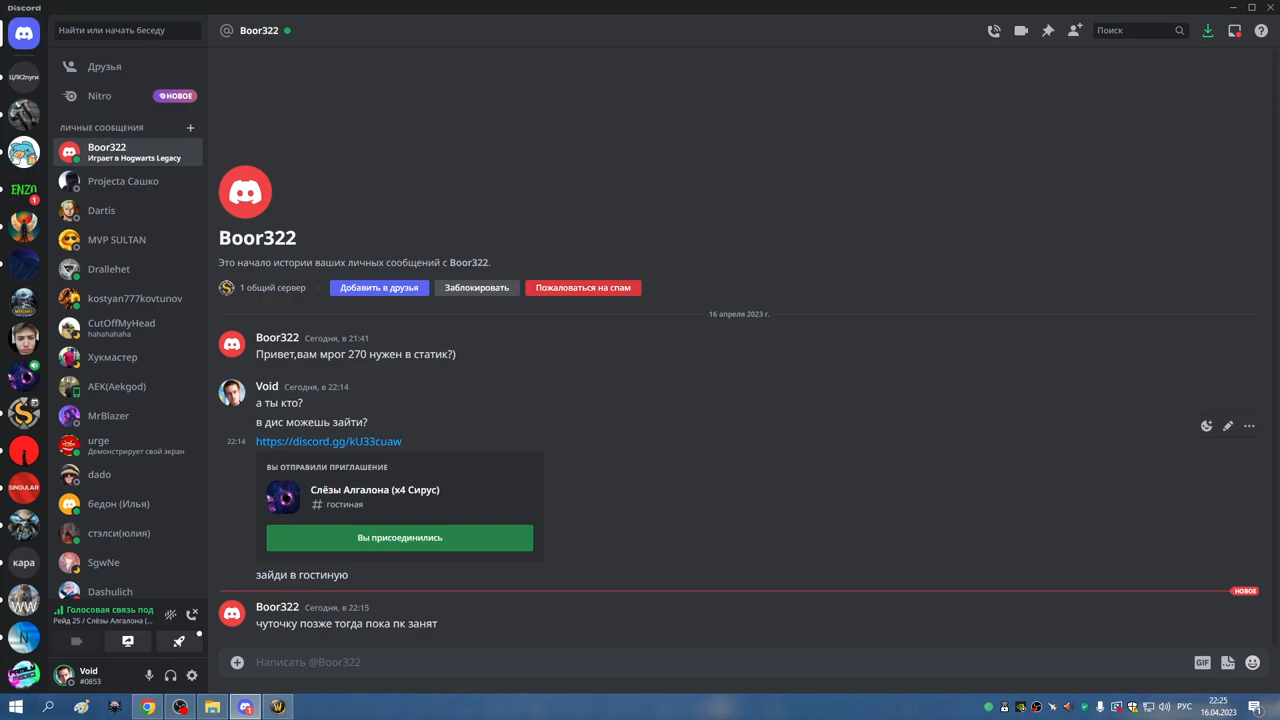 Discord
Найти или начать беседу
Boor322
Поиск
Друзья
Nitro
НОВОЕ
ЛИЧНЫЕ СООБЩЕНИЯ
Boor322
Играет в Hogwarts Legacy
Projecta Сашко
Dartis
MVP SULTAN
Drallehet
kostyan777kovtunov
CutOffMyHead
hahahahaha
Хукмастер
AEK(Aekgod)
MrBlazer
urge
Демонстрирует свой экран
dado
бедон (Илья)
стэлси(юлия)
SgwNe
Dashulich
Голосовая связь под
Рейд 25 / Слёзы Алгалона (...
Void
#0853
ЦЛК2пуги
ENZO
1
SINGULAR
кара
WW
N
Boor322
Это начало истории ваших личных сообщений с Boor322.
1 общий сервер
Добавить в друзья
Заблокировать
Пожаловаться на спам
16 апреля 2023 г.
Boor322 Сегодня, в 21:41
Привет,вам мрог 270 нужен в статик?)
Void Сегодня, в 22:14
а ты кто?
в дис можешь зайти?
22:14 https://discord.gg/kU33cuaw
ВЫ ОТПРАВИЛИ ПРИГЛАШЕНИЕ
Слёзы Алгалона (x4 Сирус)
# гостиная
Вы присоединились
зайди в гостиную
НОВОЕ
Boor322 Сегодня, в 22:15
чуточку позже тогда пока пк занят
Написать @Boor322
GIF
РУС
22:25
16.04.2023